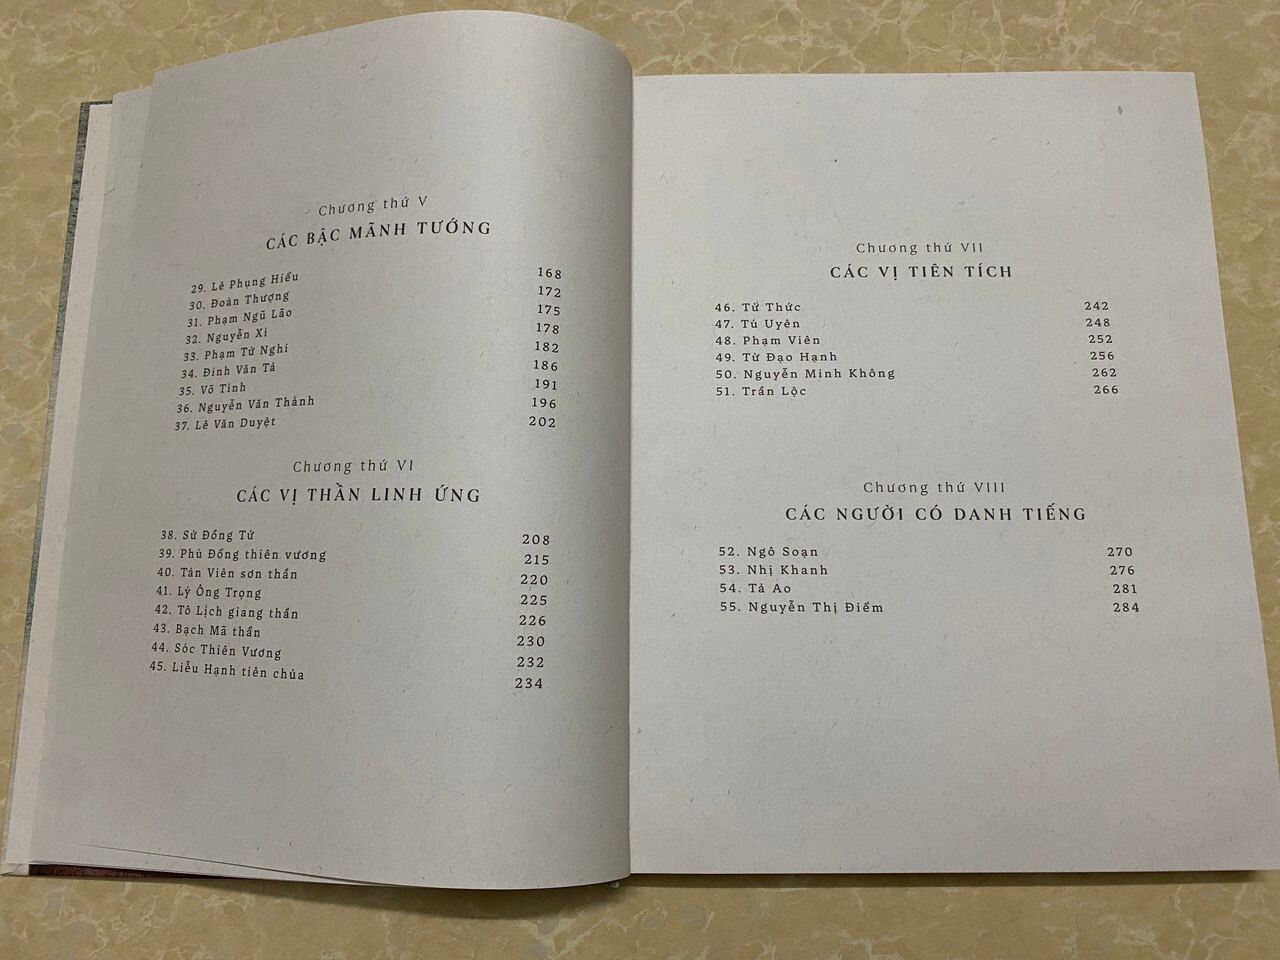 Chương thứ V
CÁC BẬC MÃNH TƯỚNG
29. Lê Phụng Hiểu 168
30. Đoàn Thượng 172
31. Phạm Ngũ Lão 175
32. Nguyễn Xí 178
33. Phạm Tử Nghi 182
34. Đinh Văn Tả 186
35. Võ Tính 191
36. Nguyễn Văn Thành 196
37. Lê Văn Duyệt 202
Chương thứ VI
CÁC VỊ THẦN LINH ỨNG
38. Sử Đồng Tử 208
39. Phù Đổng thiên vương 215
40. Tản Viên sơn thần 220
41. Lý Ông Trọng 225
42. Tô Lịch giang thần 226
43. Bạch Mã thần 230
44. Sóc Thiên Vương 232
45. Liễu Hạnh tiên chúa 234
Chương thứ VII
CÁC VỊ TIÊN TÍCH
46. Từ Thức 242
47. Tú Uyên 248
48. Phạm Viên 252
49. Từ Đạo Hạnh 256
50. Nguyễn Minh Không 262
51. Trần Lộc 266
Chương thứ VIII
CÁC NGƯỜI CÓ DANH TIẾNG
52. Ngô Soạn 270
53. Nhị Khanh 276
54. Tả Ao 281
55. Nguyễn Thị Điểm 284